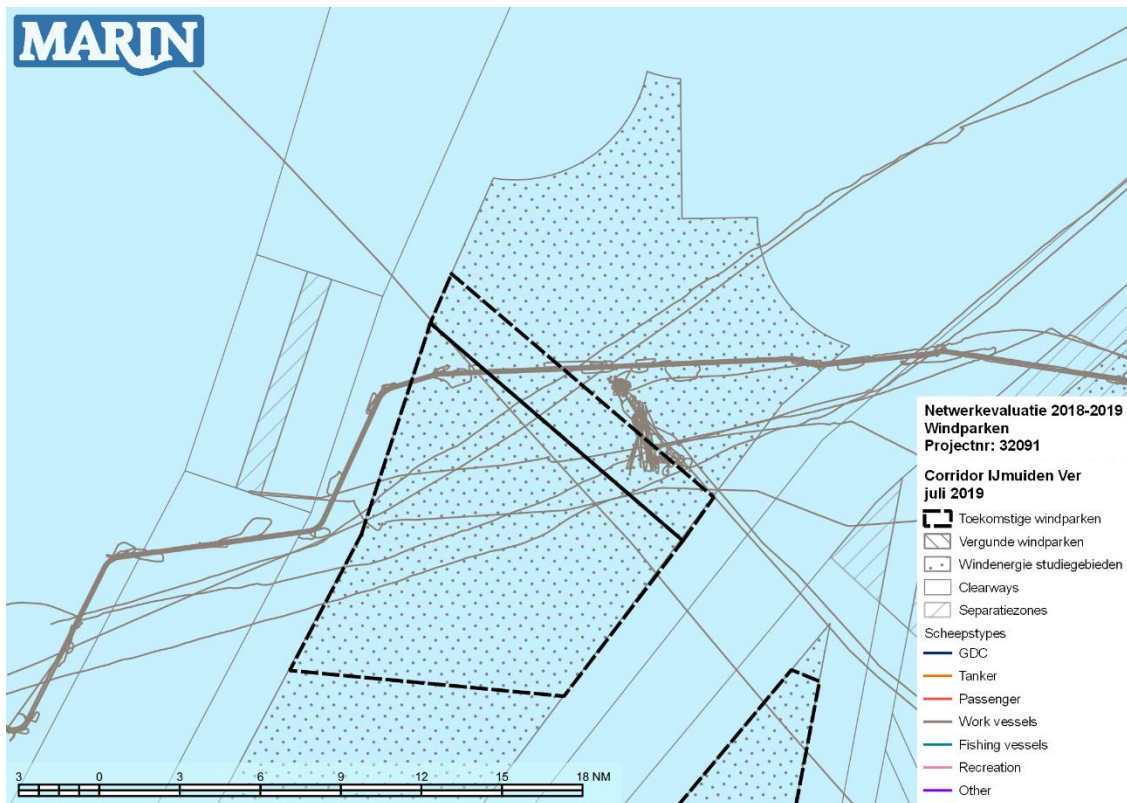 MARIN
Netwerkevaluatie 2018-2019
Windparken
Projectnr: 32091
Corridor IJmuiden Ver
juli 2019
Toekomstige windparken
Vergunde windparken
Windenergie studiegebieden
Clearways
Separatiezones
Scheepstypes
GDC
Tanker
Passenger
Work vessels
Fishing vessels
Recreation
Other
3 0 3 6 9 12 15 18 NM